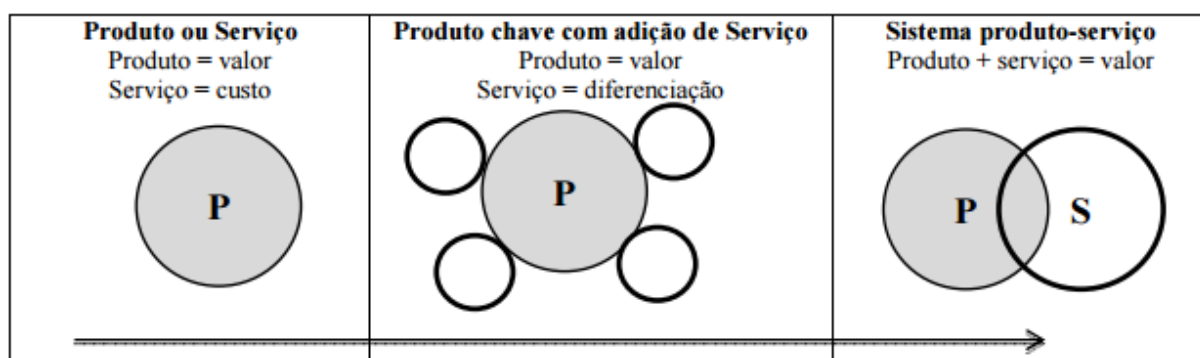 Produto ou Serviço
Produto = valor
Serviço = custo
P
Produto chave com adição de Serviço
Produto = valor
Serviço = diferenciação
P
Sistema produto-serviço
Produto + serviço = valor
P S